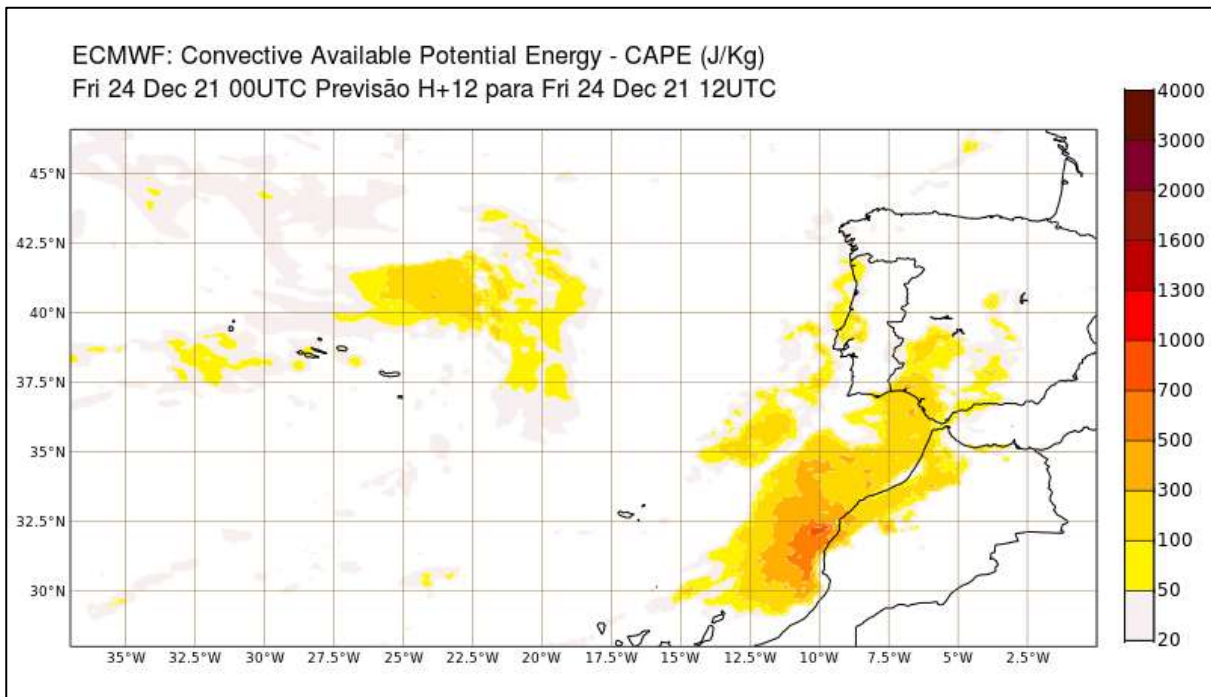 ECMWF: Convective Available Potential Energy - CAPE (J/Kg)
Fri 24 Dec 21 00UTC Previsão H+12 para Fri 24 Dec 21 12UTC
4000
3000
2000
1600
1300
1000
700
500
300
100
50
20
45°N
42.5°N
40°N
37.5°N
35°N
32.5°N
30°N
35°W 32.5°W 30°W 27.5°W 25°W 22.5°W 20°W 17.5°W 15°W 12.5°W 10°W 7.5°W 5°W 2.5°W